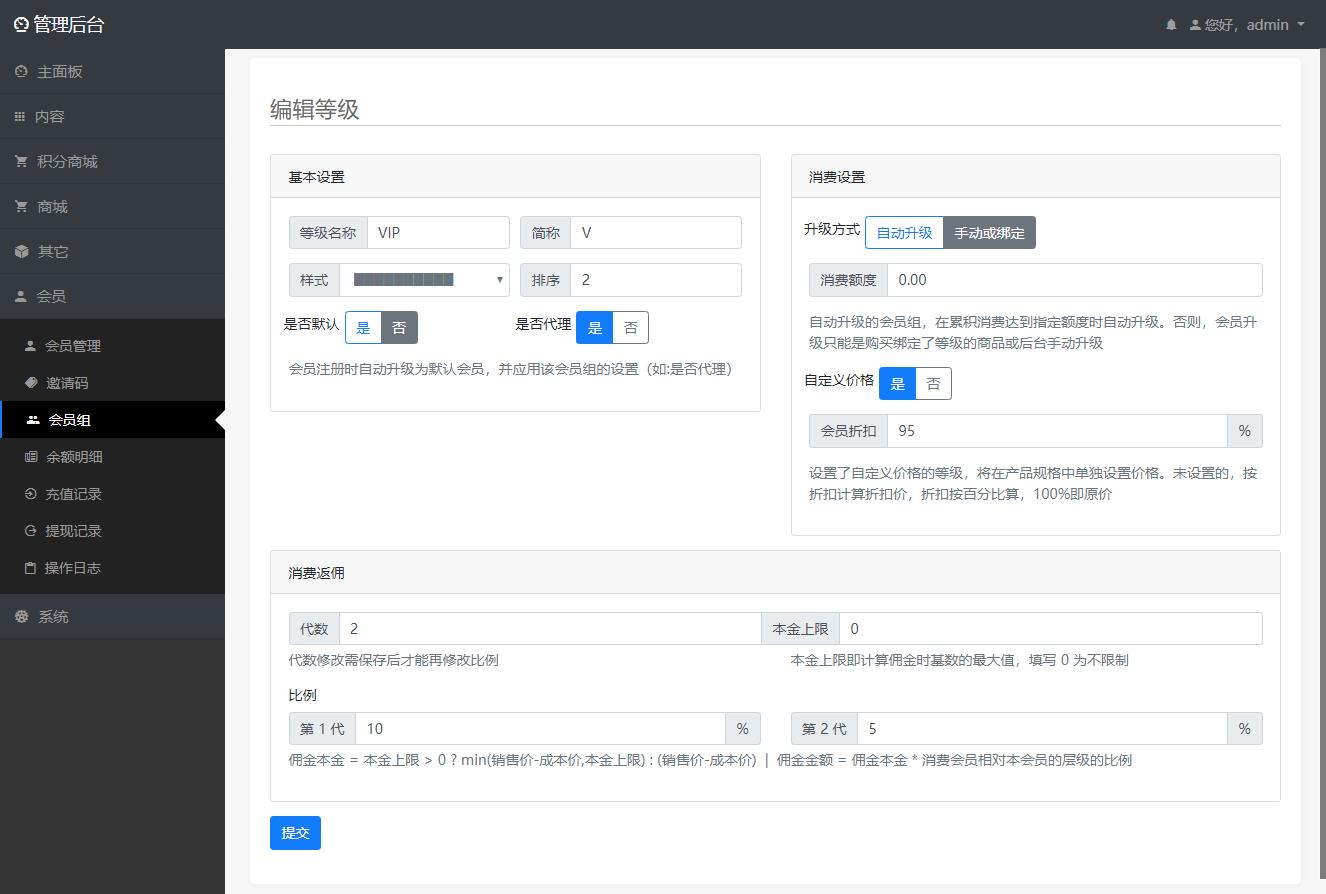 管理后台
您好，admin
主面板
内容
积分商城
商城
其它
会员
会员管理
邀请码
会员组
余额明细
充值记录
提现记录
操作日志
系统
编辑等级
基本设置
等级名称 VIP 简称 V
样式 排序 2
是否默认 是 否 是否代理 是 否
会员注册时自动升级为默认会员，并应用该会员组的设置（如:是否代理）
消费设置
升级方式 自动升级 手动或绑定
消费额度 0.00
自动升级的会员组，在累积消费达到指定额度时自动升级。否则，会员升
级只能是购买绑定了等级的商品或后台手动升级
自定义价格 是 否
会员折扣 95 %
设置了自定义价格的等级，将在产品规格中单独设置价格。未设置的，按
折扣计算折扣价，折扣按百分比算，100%即原价
消费返佣
代数 2 本金上限 0
代数修改需保存后才能再修改比例 本金上限即计算佣金时基数的最大值，填写 0 为不限制
比例
第 1 代 10 % 第 2 代 5 %
佣金本金 = 本金上限 > 0 ? min(销售价-成本价,本金上限) : (销售价-成本价) | 佣金金额 = 佣金本金 * 消费会员相对本会员的层级的比例
提交